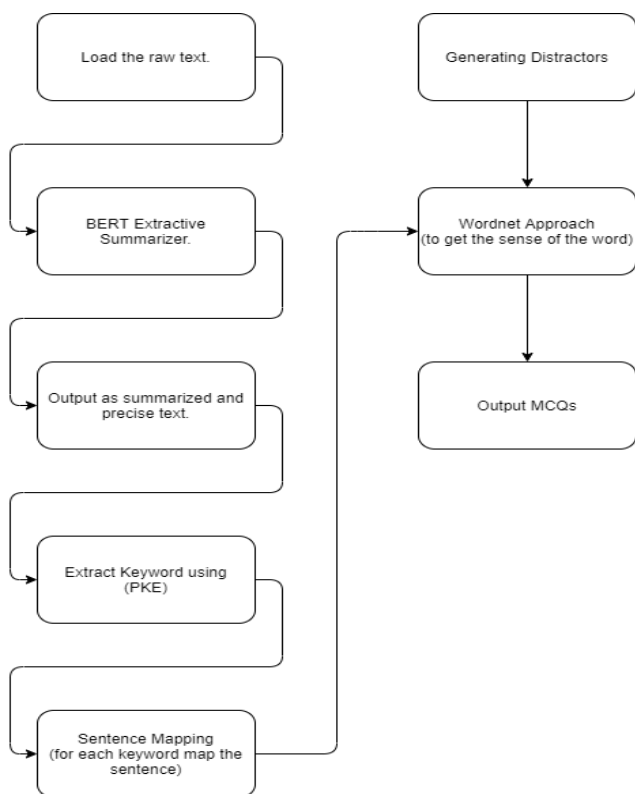 Load the raw text.
BERT Extractive
Summarizer.
Output as summarized and
precise text.
Extract Keyword using
(PKE)
Sentence Mapping
(for each keyword map the
sentence)
Generating Distractors
Wordnet Approach
(to get the sense of the word)
Output MCQs